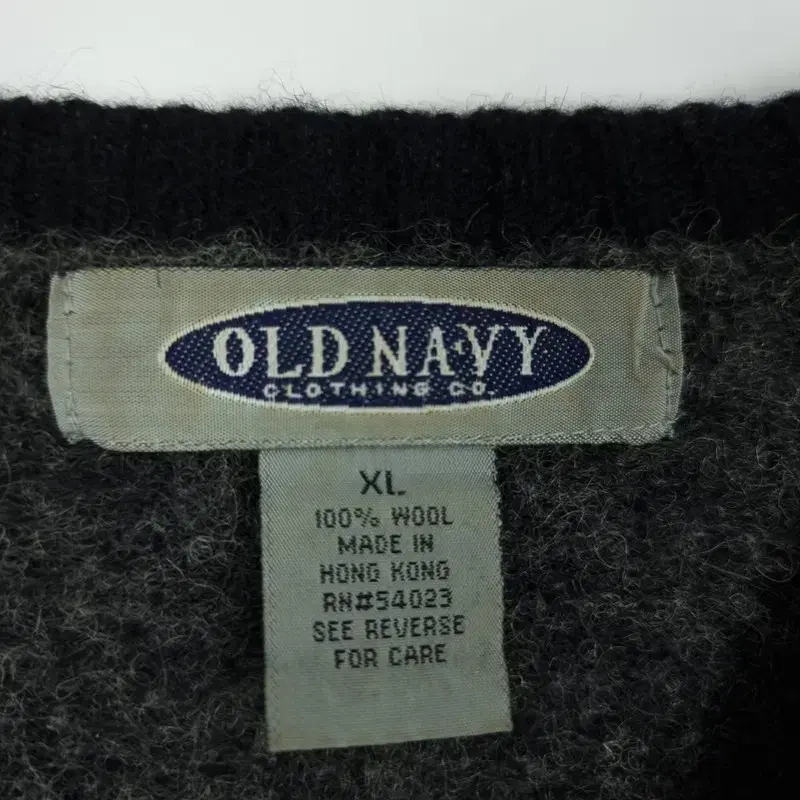 OLD NAVY
CLOTHING CO.
XL
100% WOOL
MADE IN
HONG KONG
RN#54023
SEE REVERSE
FOR CARE